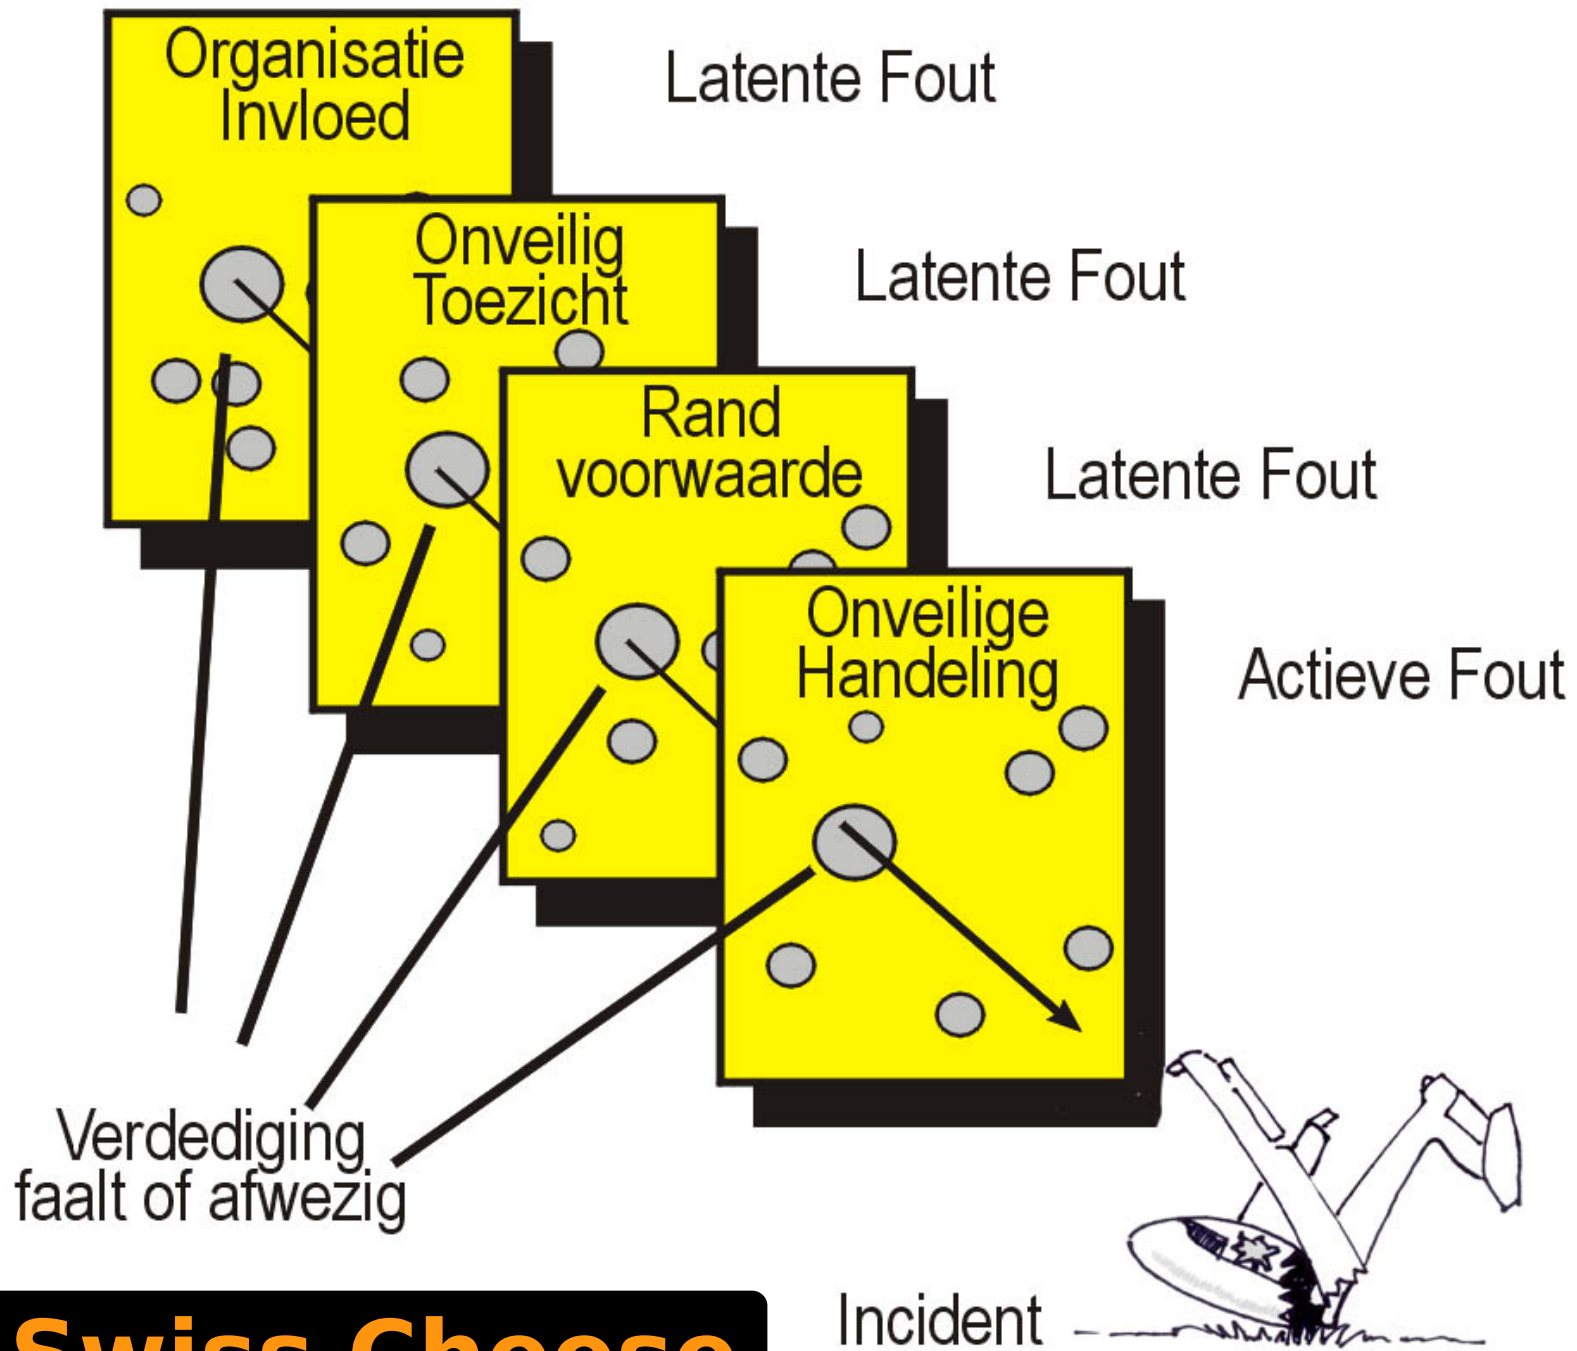 Organisatie
Invloed
Latente Fout
Onveilig
Toezicht
Latente Fout
Rand
voorwaarde
Latente Fout
Onveilige
Handeling
Actieve Fout
Verdediging
faalt of afwezig
Incident
Swiss Cheese